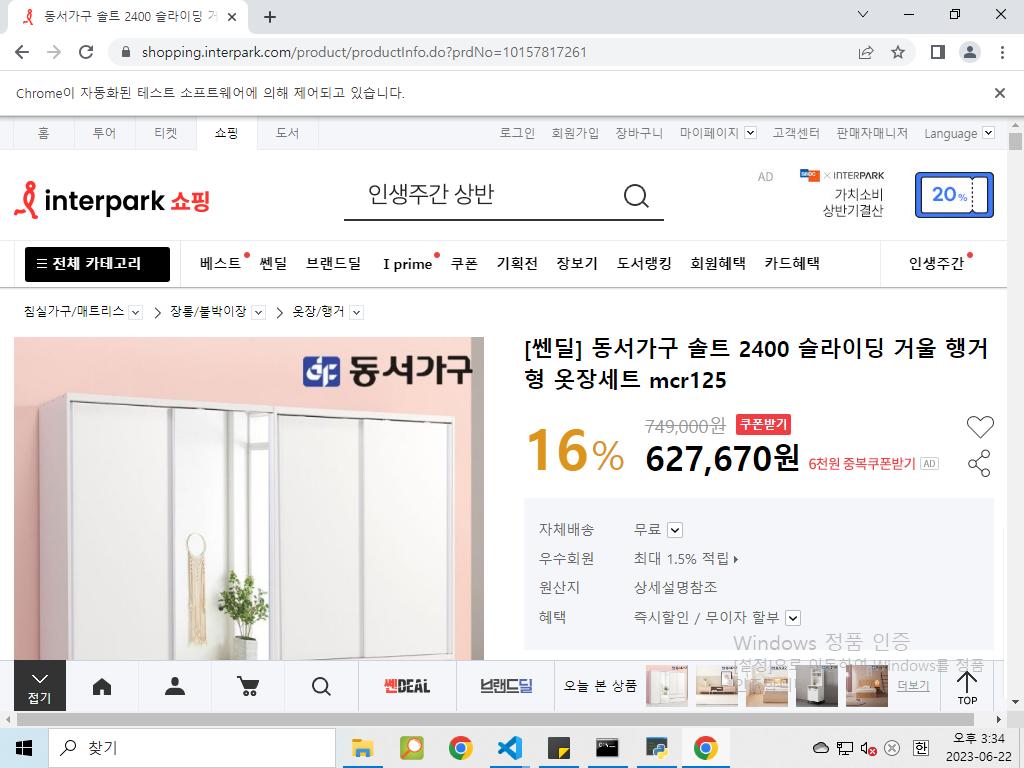 동서가구 솔트 2400 슬라이딩 거
shopping.interpark.com/product/productInfo.do?prdNo=10157817261
Chrome이 자동화된 테스트 소프트웨어에 의해 제어되고 있습니다.
홈 투어 티켓 쇼핑 도서 로그인 회원가입 장바구니 마이페이지 고객센터 판매자매니저 Language
interpark 쇼핑 인생주간 상반 AD × INTERPARK
가치소비
상반기결산
20%
전체 카테고리 베스트 쎈딜 브랜드딜 I prime 쿠폰 기획전 장보기 도서랭킹 회원혜택 카드혜택 인생주간
침실가구/매트리스 장롱/붙박이장 옷장/행거
동서가구
[쎈딜] 동서가구 솔트 2400 슬라이딩 거울 행거
형 옷장세트 mcr125
749,000원 쿠폰받기
16% 627,670원 6천원 중복쿠폰받기 AD
자체배송 무료
우수회원 최대 1.5% 적립
원산지 상세설명참조
혜택 즉시할인 / 무이자 할부
Windows 정품 인증
[설정]으로 이동하여 Windows를 정품
접기 쎈DEAL 브랜드딜 오늘 본 상품 더보기 TOP
찾기 한 오후 3:34
2023-06-22